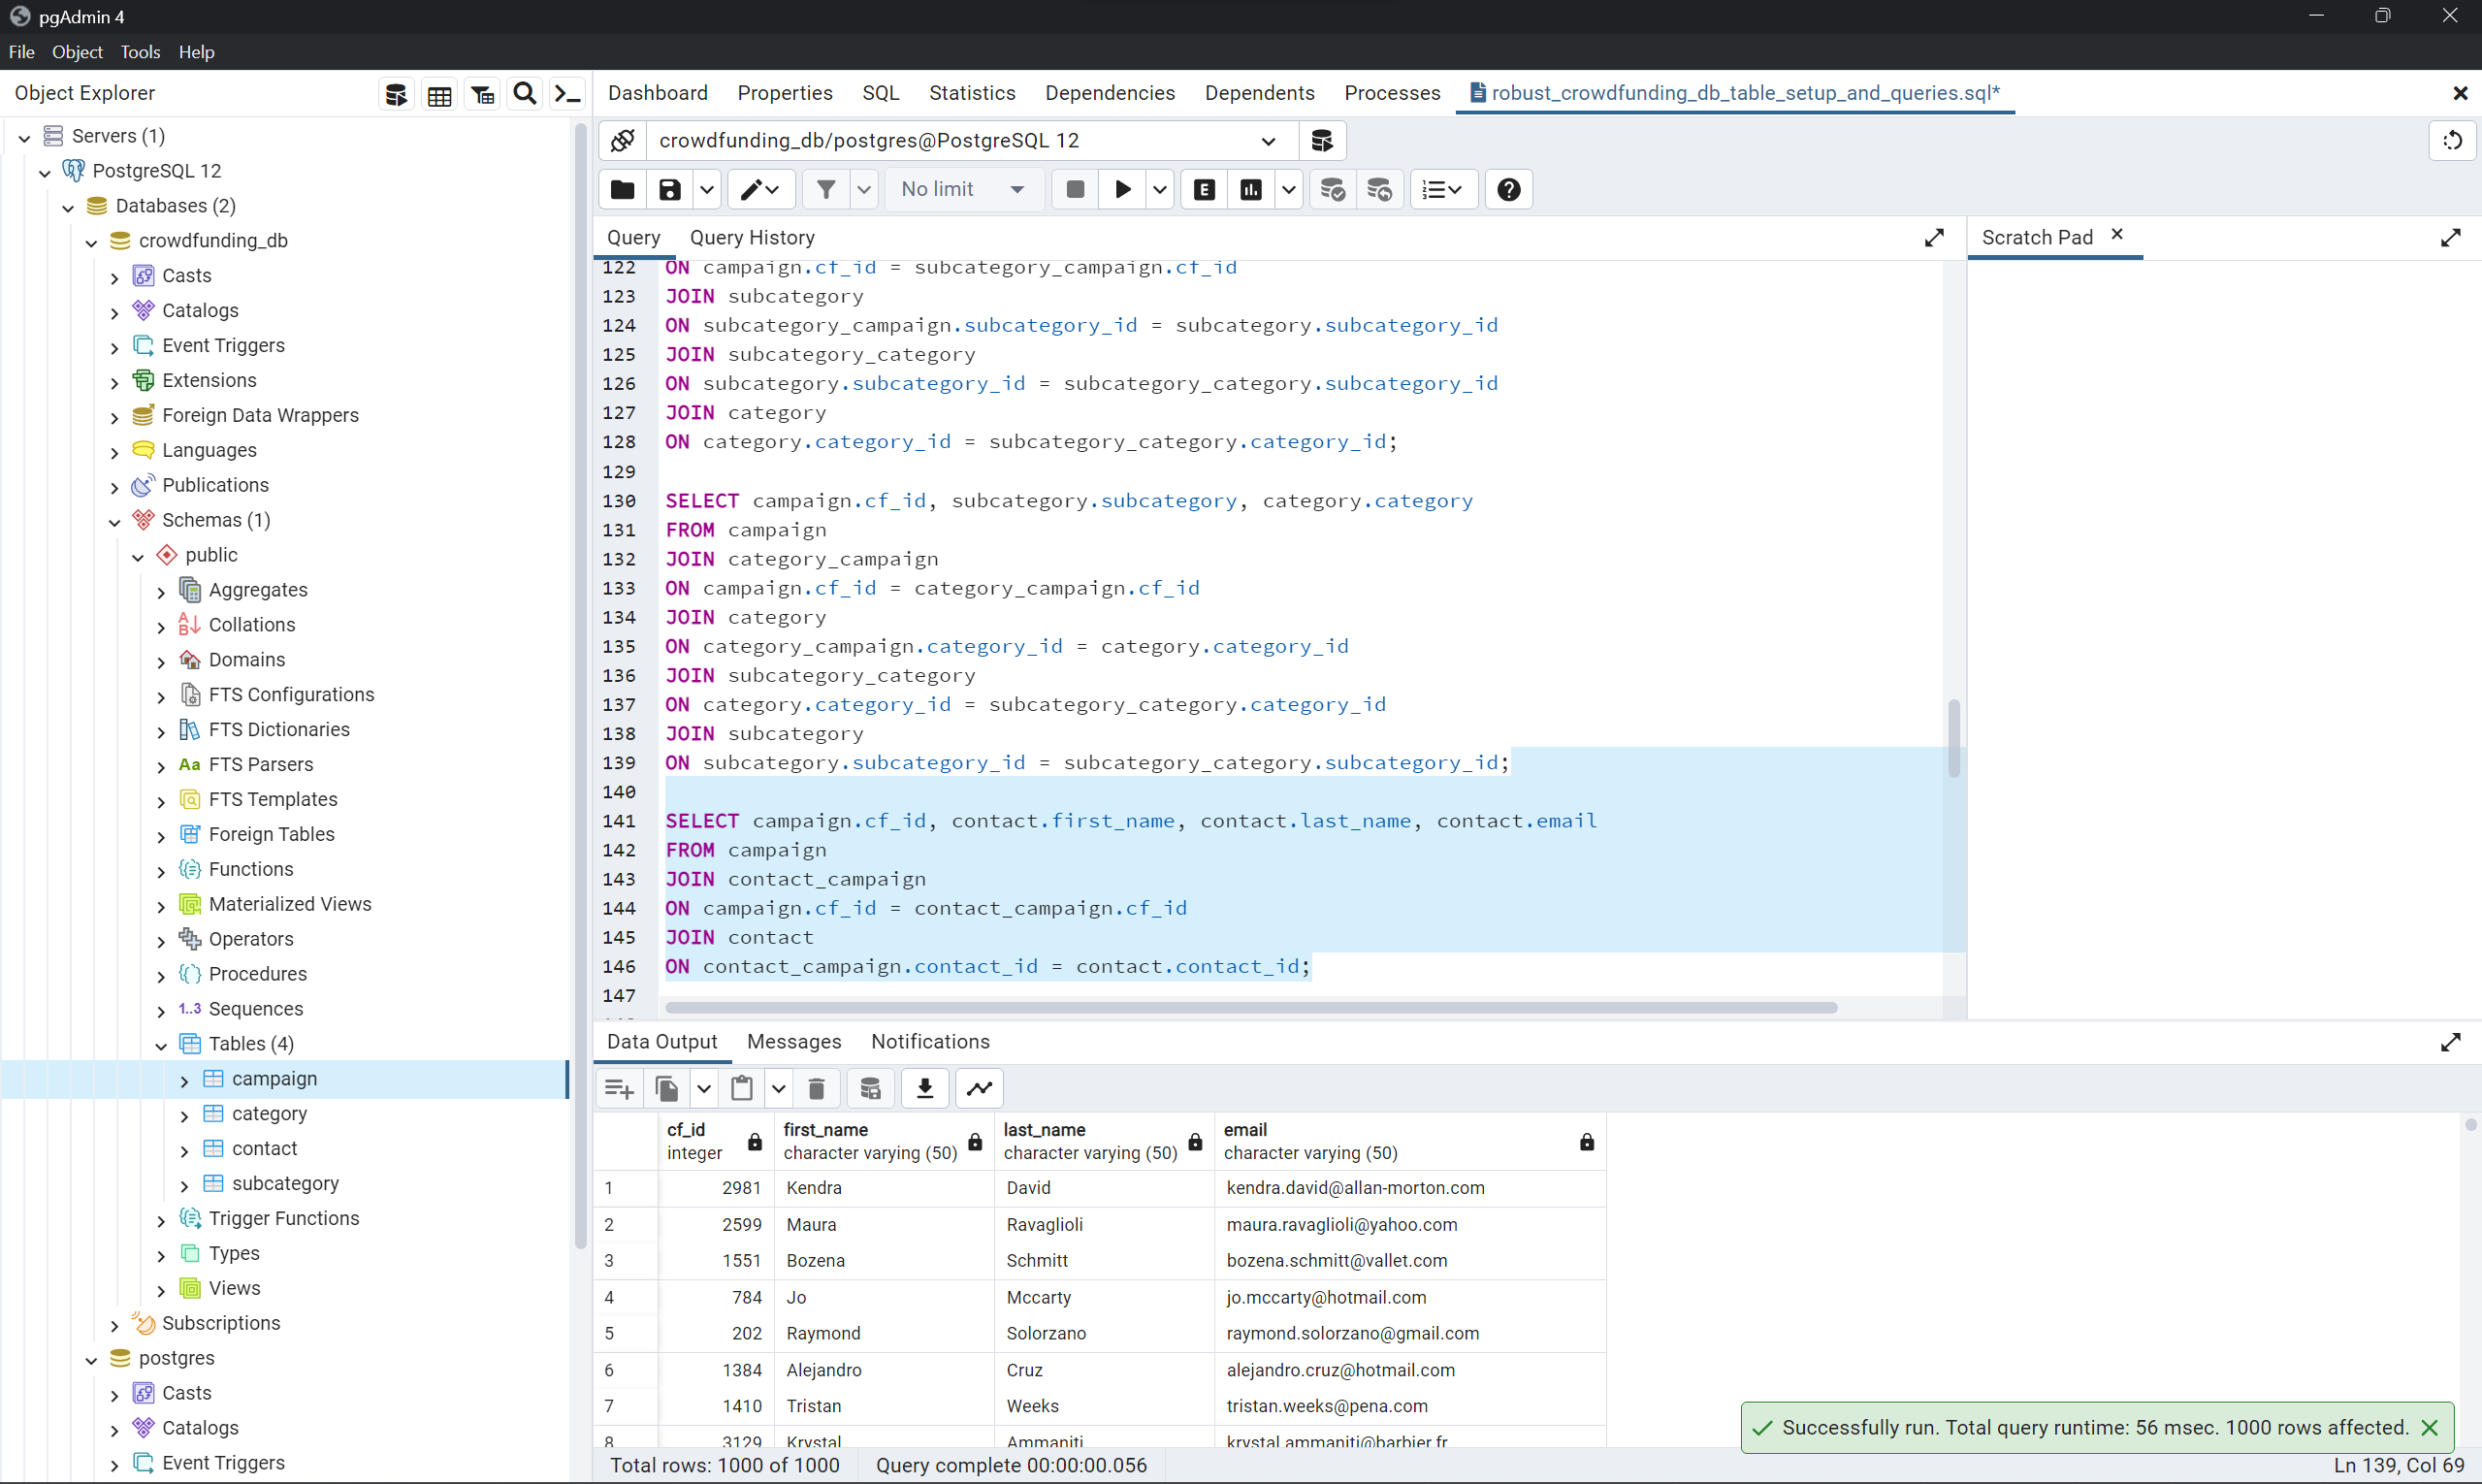 pgAdmin 4
File Object Tools Help
Object Explorer
Servers (1)
PostgreSQL 12
Databases (2)
crowdfunding_db
Casts
Catalogs
Event Triggers
Extensions
Foreign Data Wrappers
Languages
Publications
Schemas (1)
public
Aggregates
Collations
Domains
FTS Configurations
FTS Dictionaries
Aa FTS Parsers
FTS Templates
Foreign Tables
Functions
Materialized Views
Operators
Procedures
1..3 Sequences
Tables (4)
campaign
category
contact
subcategory
Trigger Functions
Types
Views
Subscriptions
postgres
Casts
Catalogs
Event Triggers
Dashboard Properties SQL Statistics Dependencies Dependents Processes robust_crowdfunding_db_table_setup_and_queries.sql*
crowdfunding_db/postgres@PostgreSQL 12
No limit E
Query Query History
Scratch Pad
122 ON campaign.cf_id = subcategory_campaign.cf_id
123 JOIN subcategory
124 ON subcategory_campaign.subcategory_id = subcategory.subcategory_id
125 JOIN subcategory_category
126 ON subcategory.subcategory_id = subcategory_category.subcategory_id
127 JOIN category
128 ON category.category_id = subcategory_category.category_id;
129
130 SELECT campaign.cf_id, subcategory.subcategory, category.category
131 FROM campaign
132 JOIN category_campaign
133 ON campaign.cf_id = category_campaign.cf_id
134 JOIN category
135 ON category_campaign.category_id = category.category_id
136 JOIN subcategory_category
137 ON category.category_id = subcategory_category.category_id
138 JOIN subcategory
139 ON subcategory.subcategory_id = subcategory_category.subcategory_id;
140
141 SELECT campaign.cf_id, contact.first_name, contact.last_name, contact.email
142 FROM campaign
143 JOIN contact_campaign
144 ON campaign.cf_id = contact_campaign.cf_id
145 JOIN contact
146 ON contact_campaign.contact_id = contact.contact_id;
147
Data Output Messages Notifications
cf_id first_name last_name email
integer character varying (50) character varying (50) character varying (50)
1 2981 Kendra David kendra.david@allan-morton.com
2 2599 Maura Ravaglioli maura.ravaglioli@yahoo.com
3 1551 Bozena Schmitt bozena.schmitt@vallet.com
4 784 Jo Mccarty jo.mccarty@hotmail.com
5 202 Raymond Solorzano raymond.solorzano@gmail.com
6 1384 Alejandro Cruz alejandro.cruz@hotmail.com
7 1410 Tristan Weeks tristan.weeks@pena.com
8 3129 Krystal Ammaniti krystal.ammaniti@barbier.fr
Successfully run. Total query runtime: 56 msec. 1000 rows affected.
Total rows: 1000 of 1000 Query complete 00:00:00.056
Ln 139, Col 69